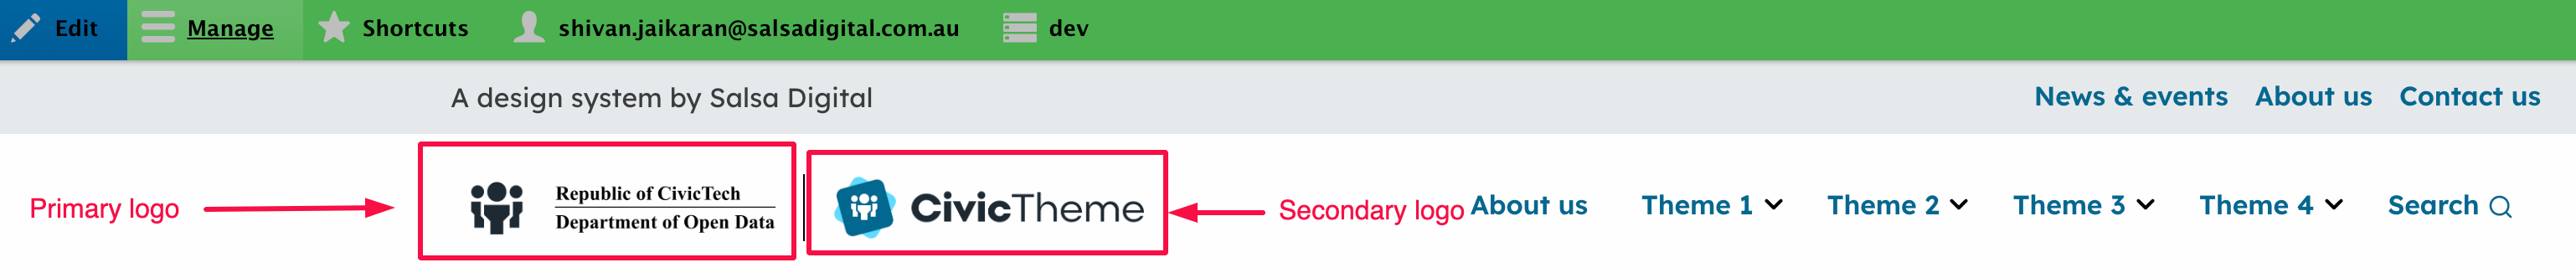 Edit Manage Shortcuts shivan.jaikaran@salsadigital.com.au dev
A design system by Salsa Digital News & events About us Contact us
Primary logo
Republic of CivicTech
Department of Open Data
CivicTheme
Secondary logo
About us Theme 1 Theme 2 Theme 3 Theme 4 Search